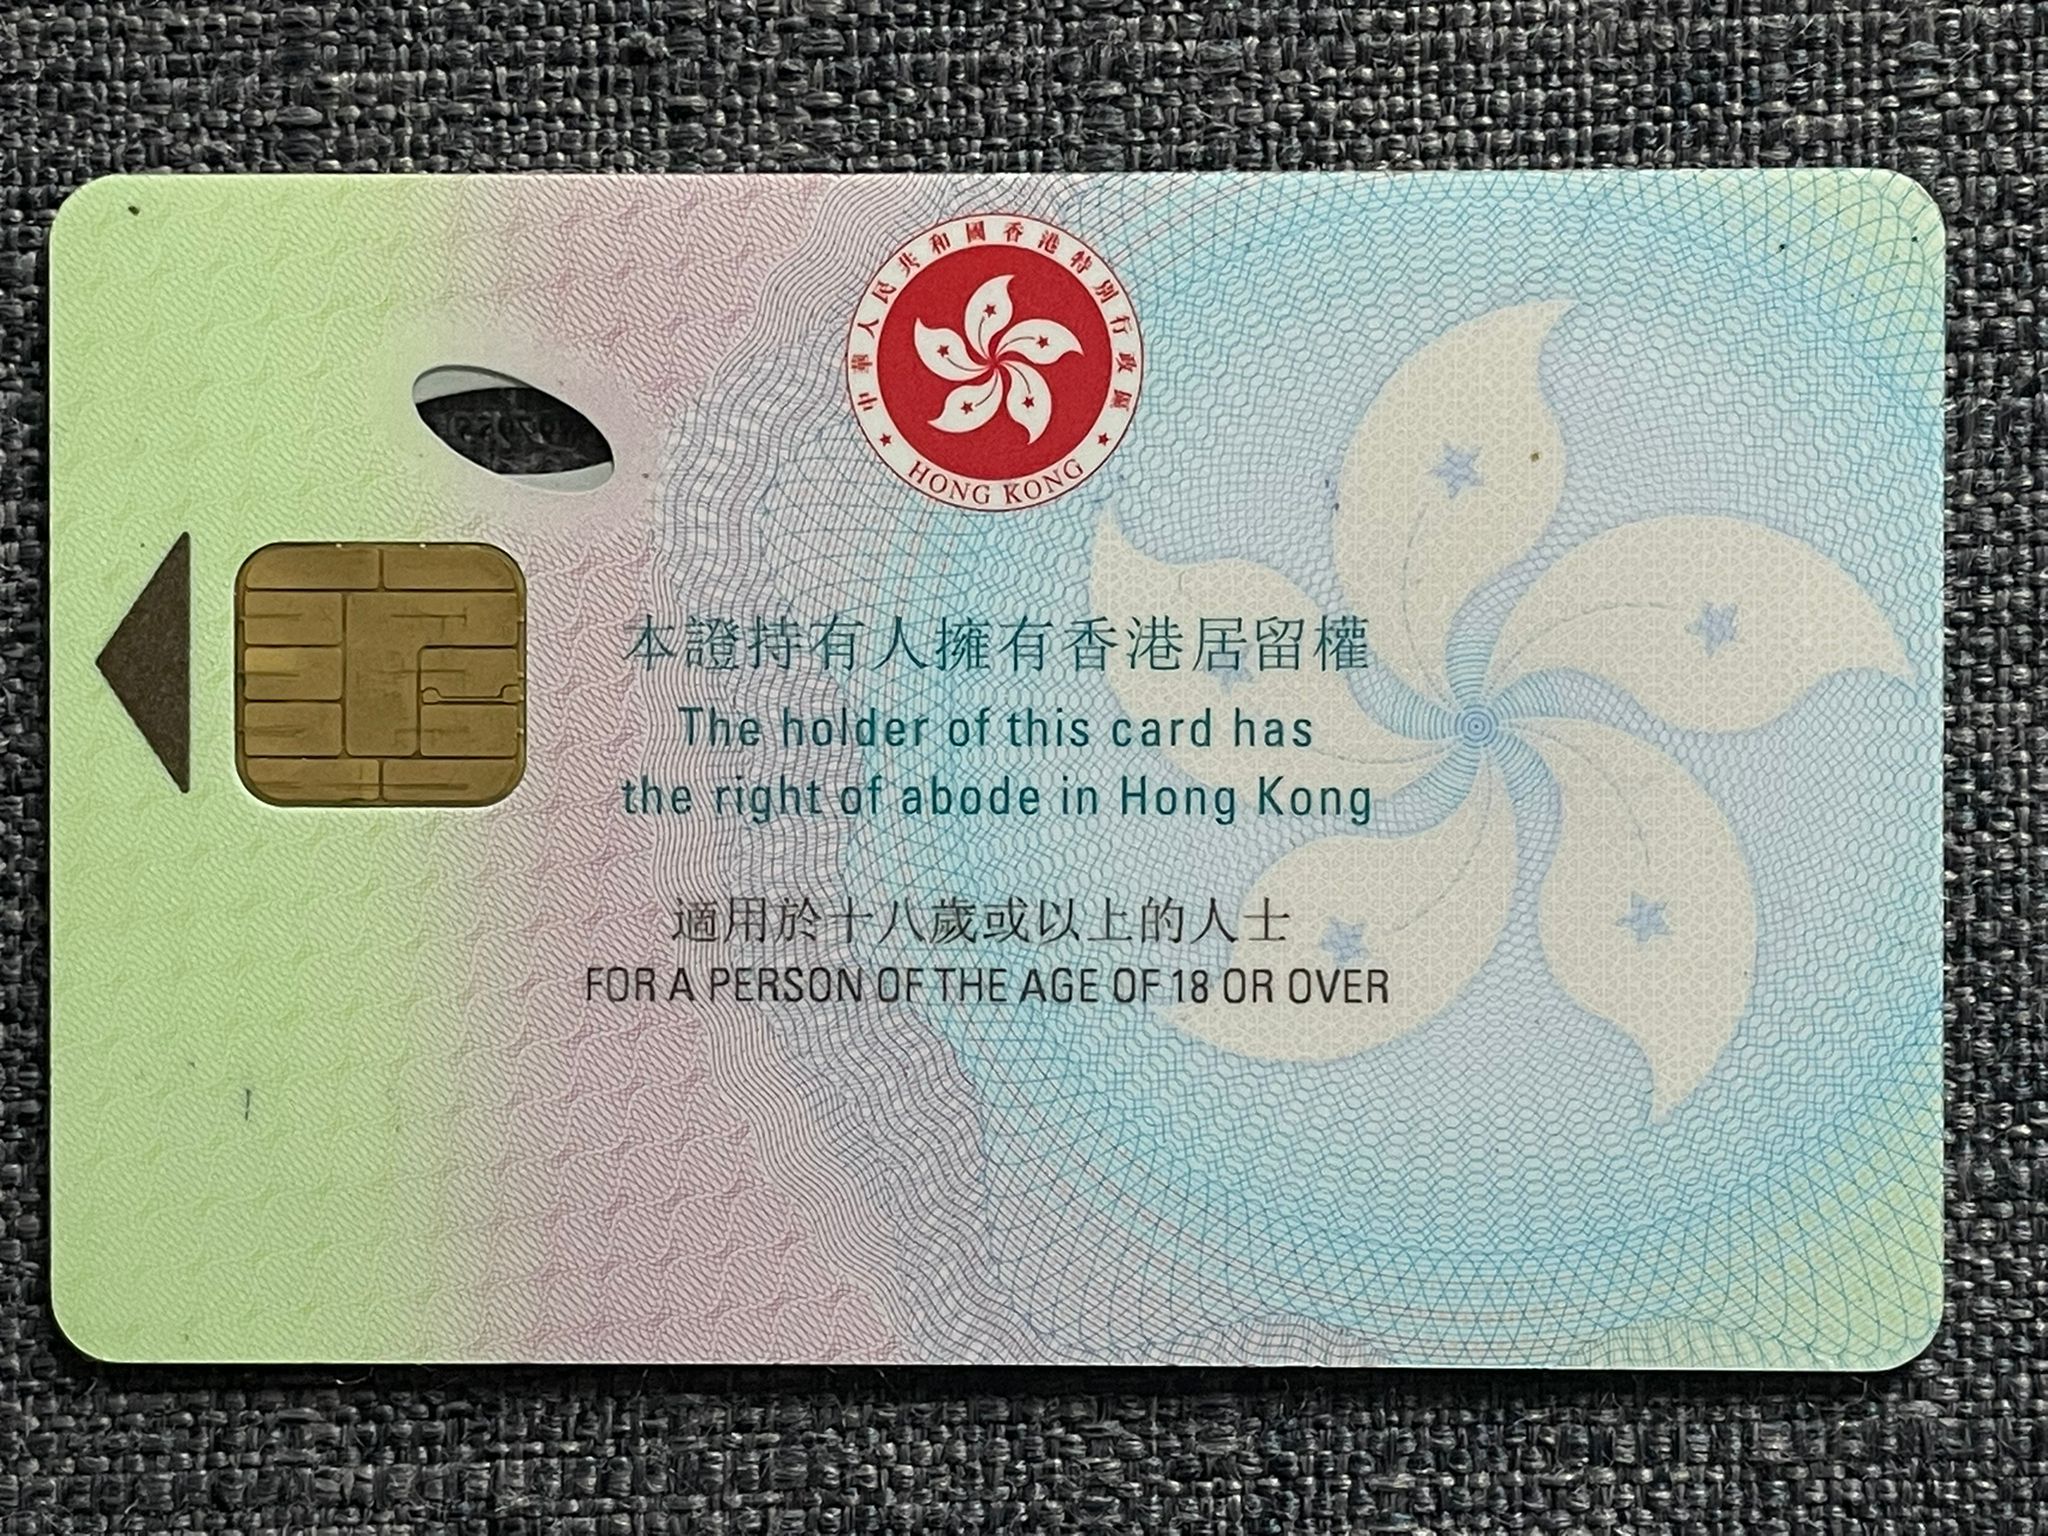 中華人民共和國香港特別行政區
HONG KONG
本證持有人擁有香港居留權
The holder of this card has
the right of abode in Hong Kong
適用於十八歲或以上的人士
FOR A PERSON OF THE AGE OF 18 OR OVER